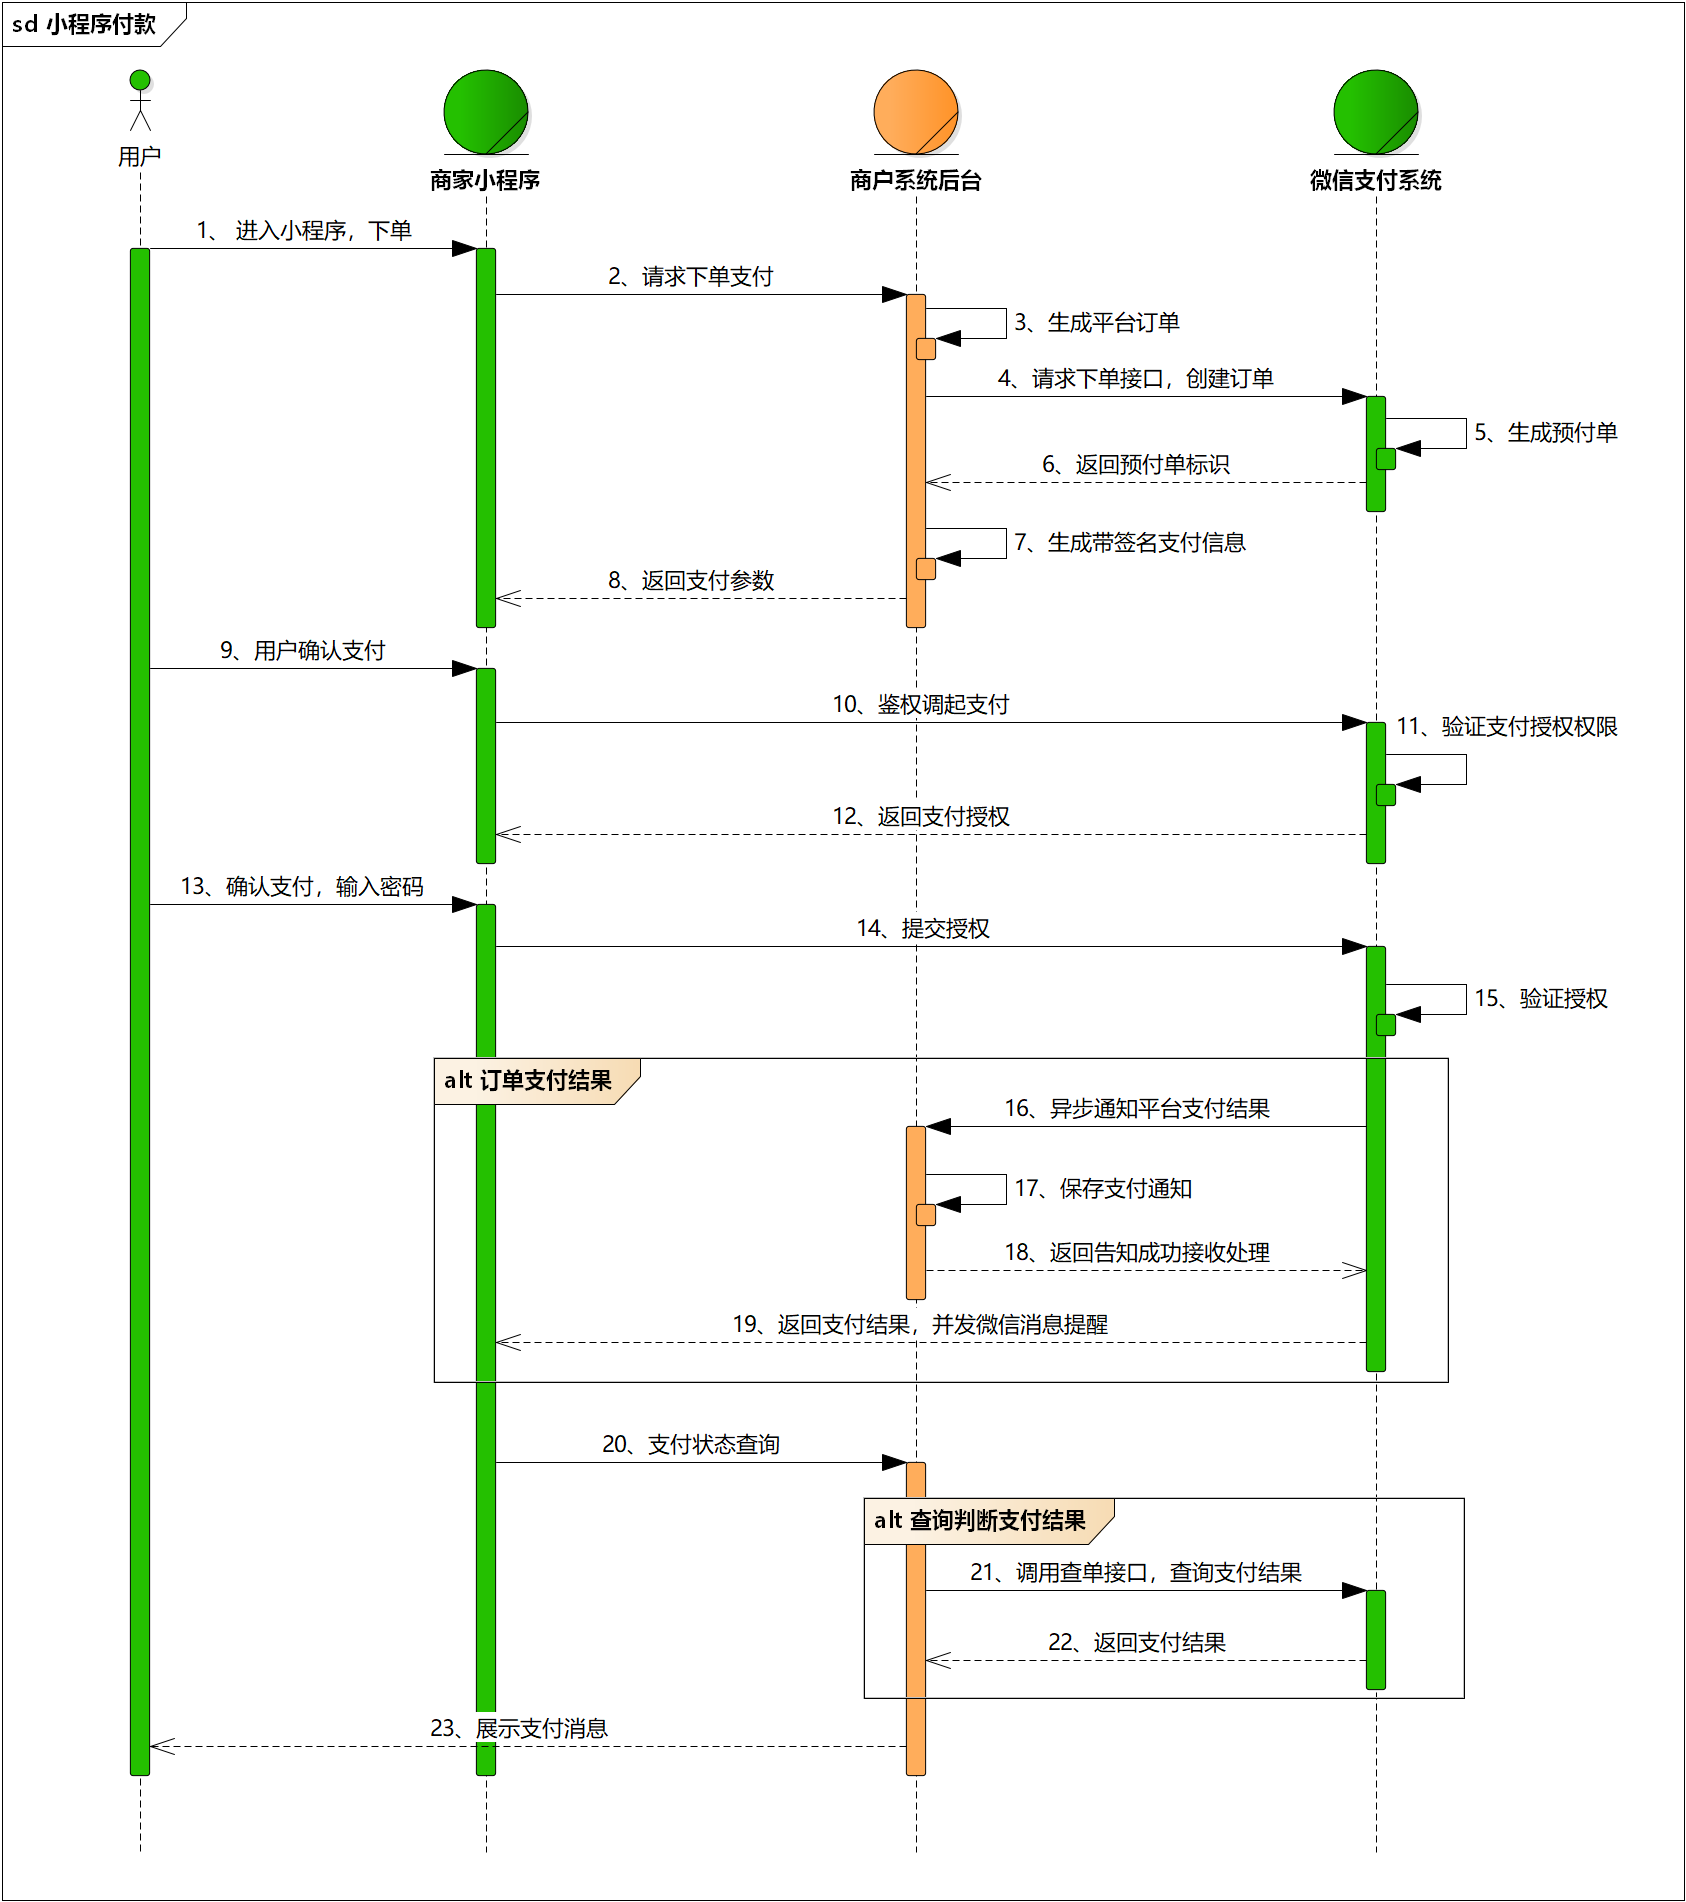 sd 小程序付款
用户
商家小程序
商户系统后台
微信支付系统
1、 进入小程序，下单
2、请求下单支付
3、生成平台订单
4、请求下单接口，创建订单
5、生成预付单
6、返回预付单标识
7、生成带签名支付信息
8、返回支付参数
9、用户确认支付
10、鉴权调起支付
11、验证支付授权权限
12、返回支付授权
13、确认支付，输入密码
14、提交授权
15、验证授权
alt 订单支付结果
16、异步通知平台支付结果
17、保存支付通知
18、返回告知成功接收处理
19、返回支付结果，并发微信消息提醒
20、支付状态查询
alt 查询判断支付结果
21、调用查单接口，查询支付结果
22、返回支付结果
23、展示支付消息